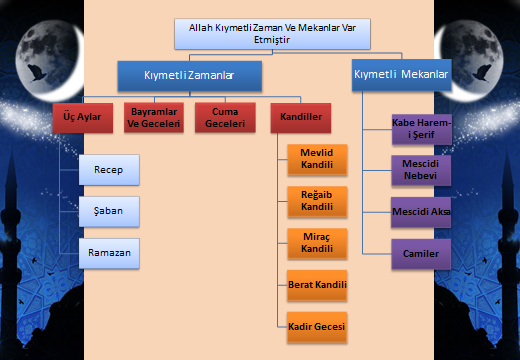 Allah Kıymetli Zaman Ve Mekanlar Var
Etmiştir
Kıymetli Zamanlar
Kıymetli Mekanlar
Üç Aylar
Bayramlar
Ve Geceleri
Cuma
Geceleri
Kandiller
Recep
Şaban
Ramazan
Mevlid
Kandili
Reğaib
Kandili
Miraç
Kandili
Berat Kandili
Kadir Gecesi
Kabe Harem-
i Şerif
Mescidi
Nebevi
Mescidi Aksa
Camiler